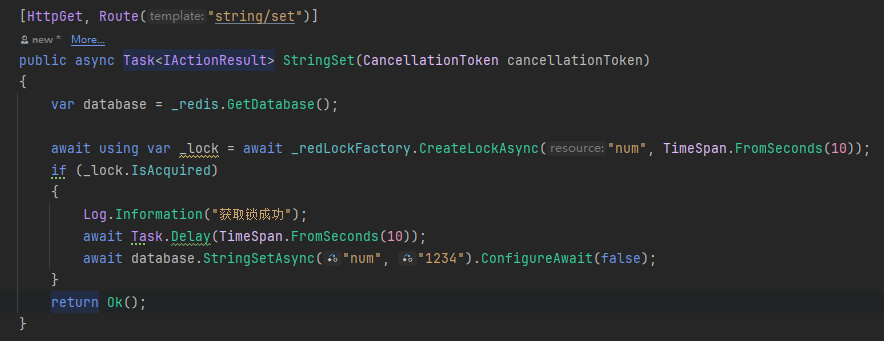 [HttpGet, Route(template:"string/set")]
new * More...
public async Task<IActionResult> StringSet(CancellationToken cancellationToken)
{
var database = _redis.GetDatabase();
await using var _lock = await _redLockFactory.CreateLockAsync(resource:"num", TimeSpan.FromSeconds(10));
if (_lock.IsAcquired)
{
Log.Information("获取锁成功");
await Task.Delay(TimeSpan.FromSeconds(10));
await database.StringSetAsync("num", "1234").ConfigureAwait(false);
}
return Ok();
}